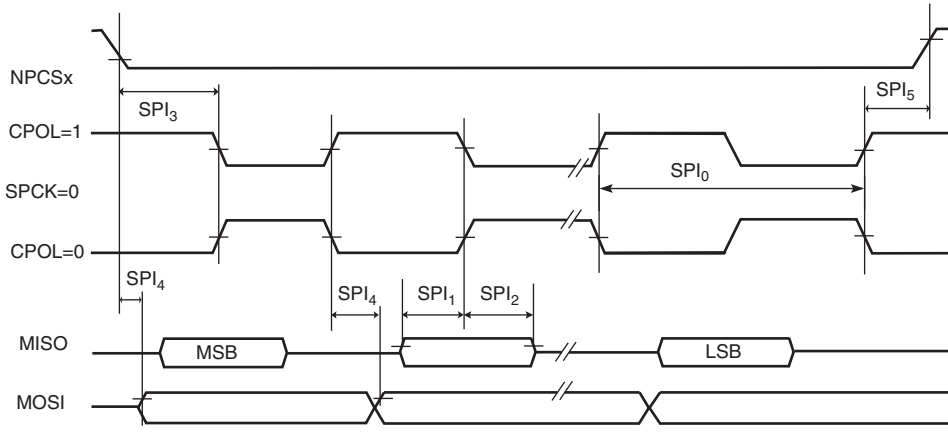 NPCSx
SPI3
SPI5
CPOL=1
SPCK=0
SPI0
CPOL=0
SPI4
SPI4
SPI1
SPI2
MISO
MSB
LSB
MOSI